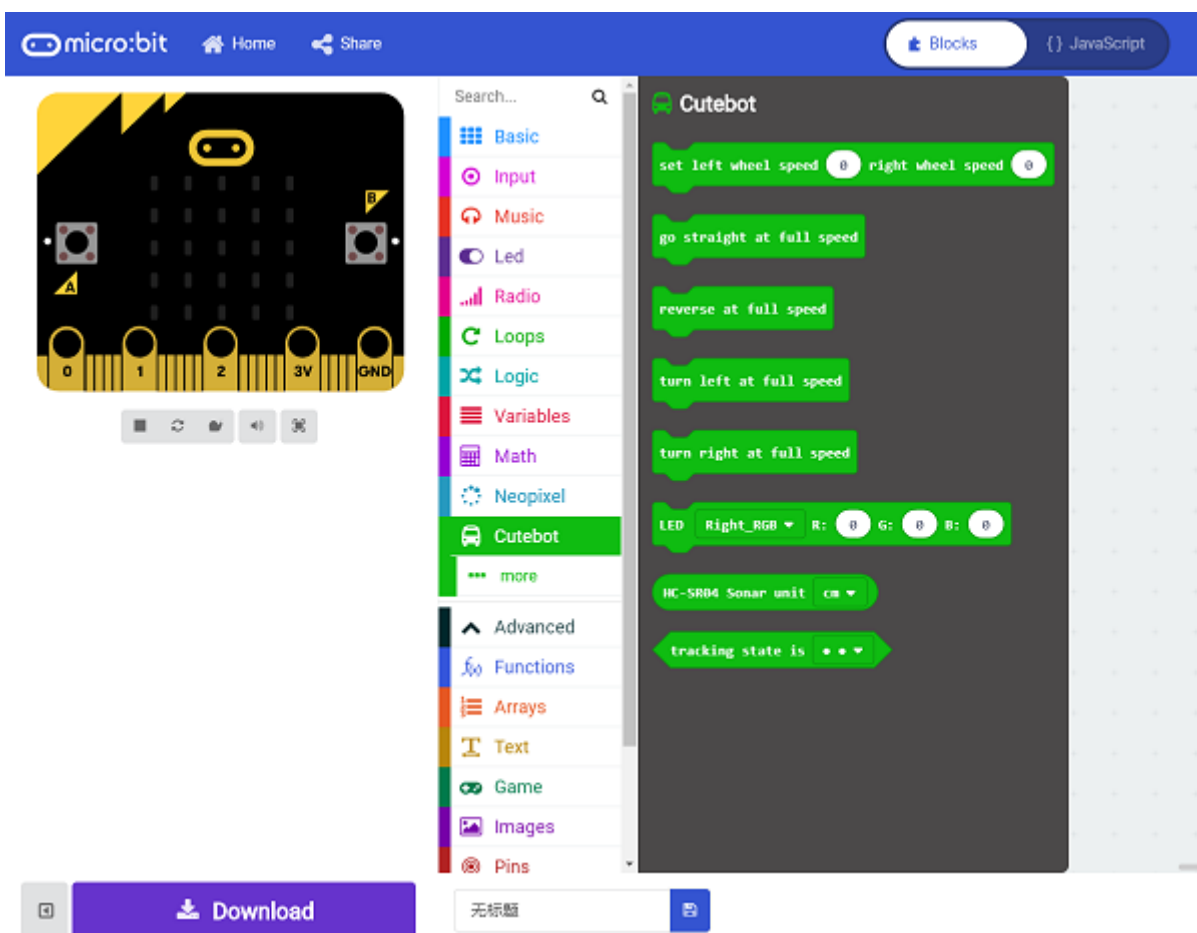 micro:bit Home Share Blocks {} JavaScript
Search...
Basic
Input
Music
Led
Radio
Loops
Logic
Variables
Math
Neopixel
Cutebot
more
Advanced
f(x) Functions
Arrays
Text
Game
Images
Pins
Cutebot
set left wheel speed 0 right wheel speed 0
go straight at full speed
reverse at full speed
turn left at full speed
turn right at full speed
LED Right_RGB R: 0 G: 0 B: 0
HC-SR04 Sonar unit cm
tracking state is ● ●
B
A
0 1 2 3V GND
Download
无标题